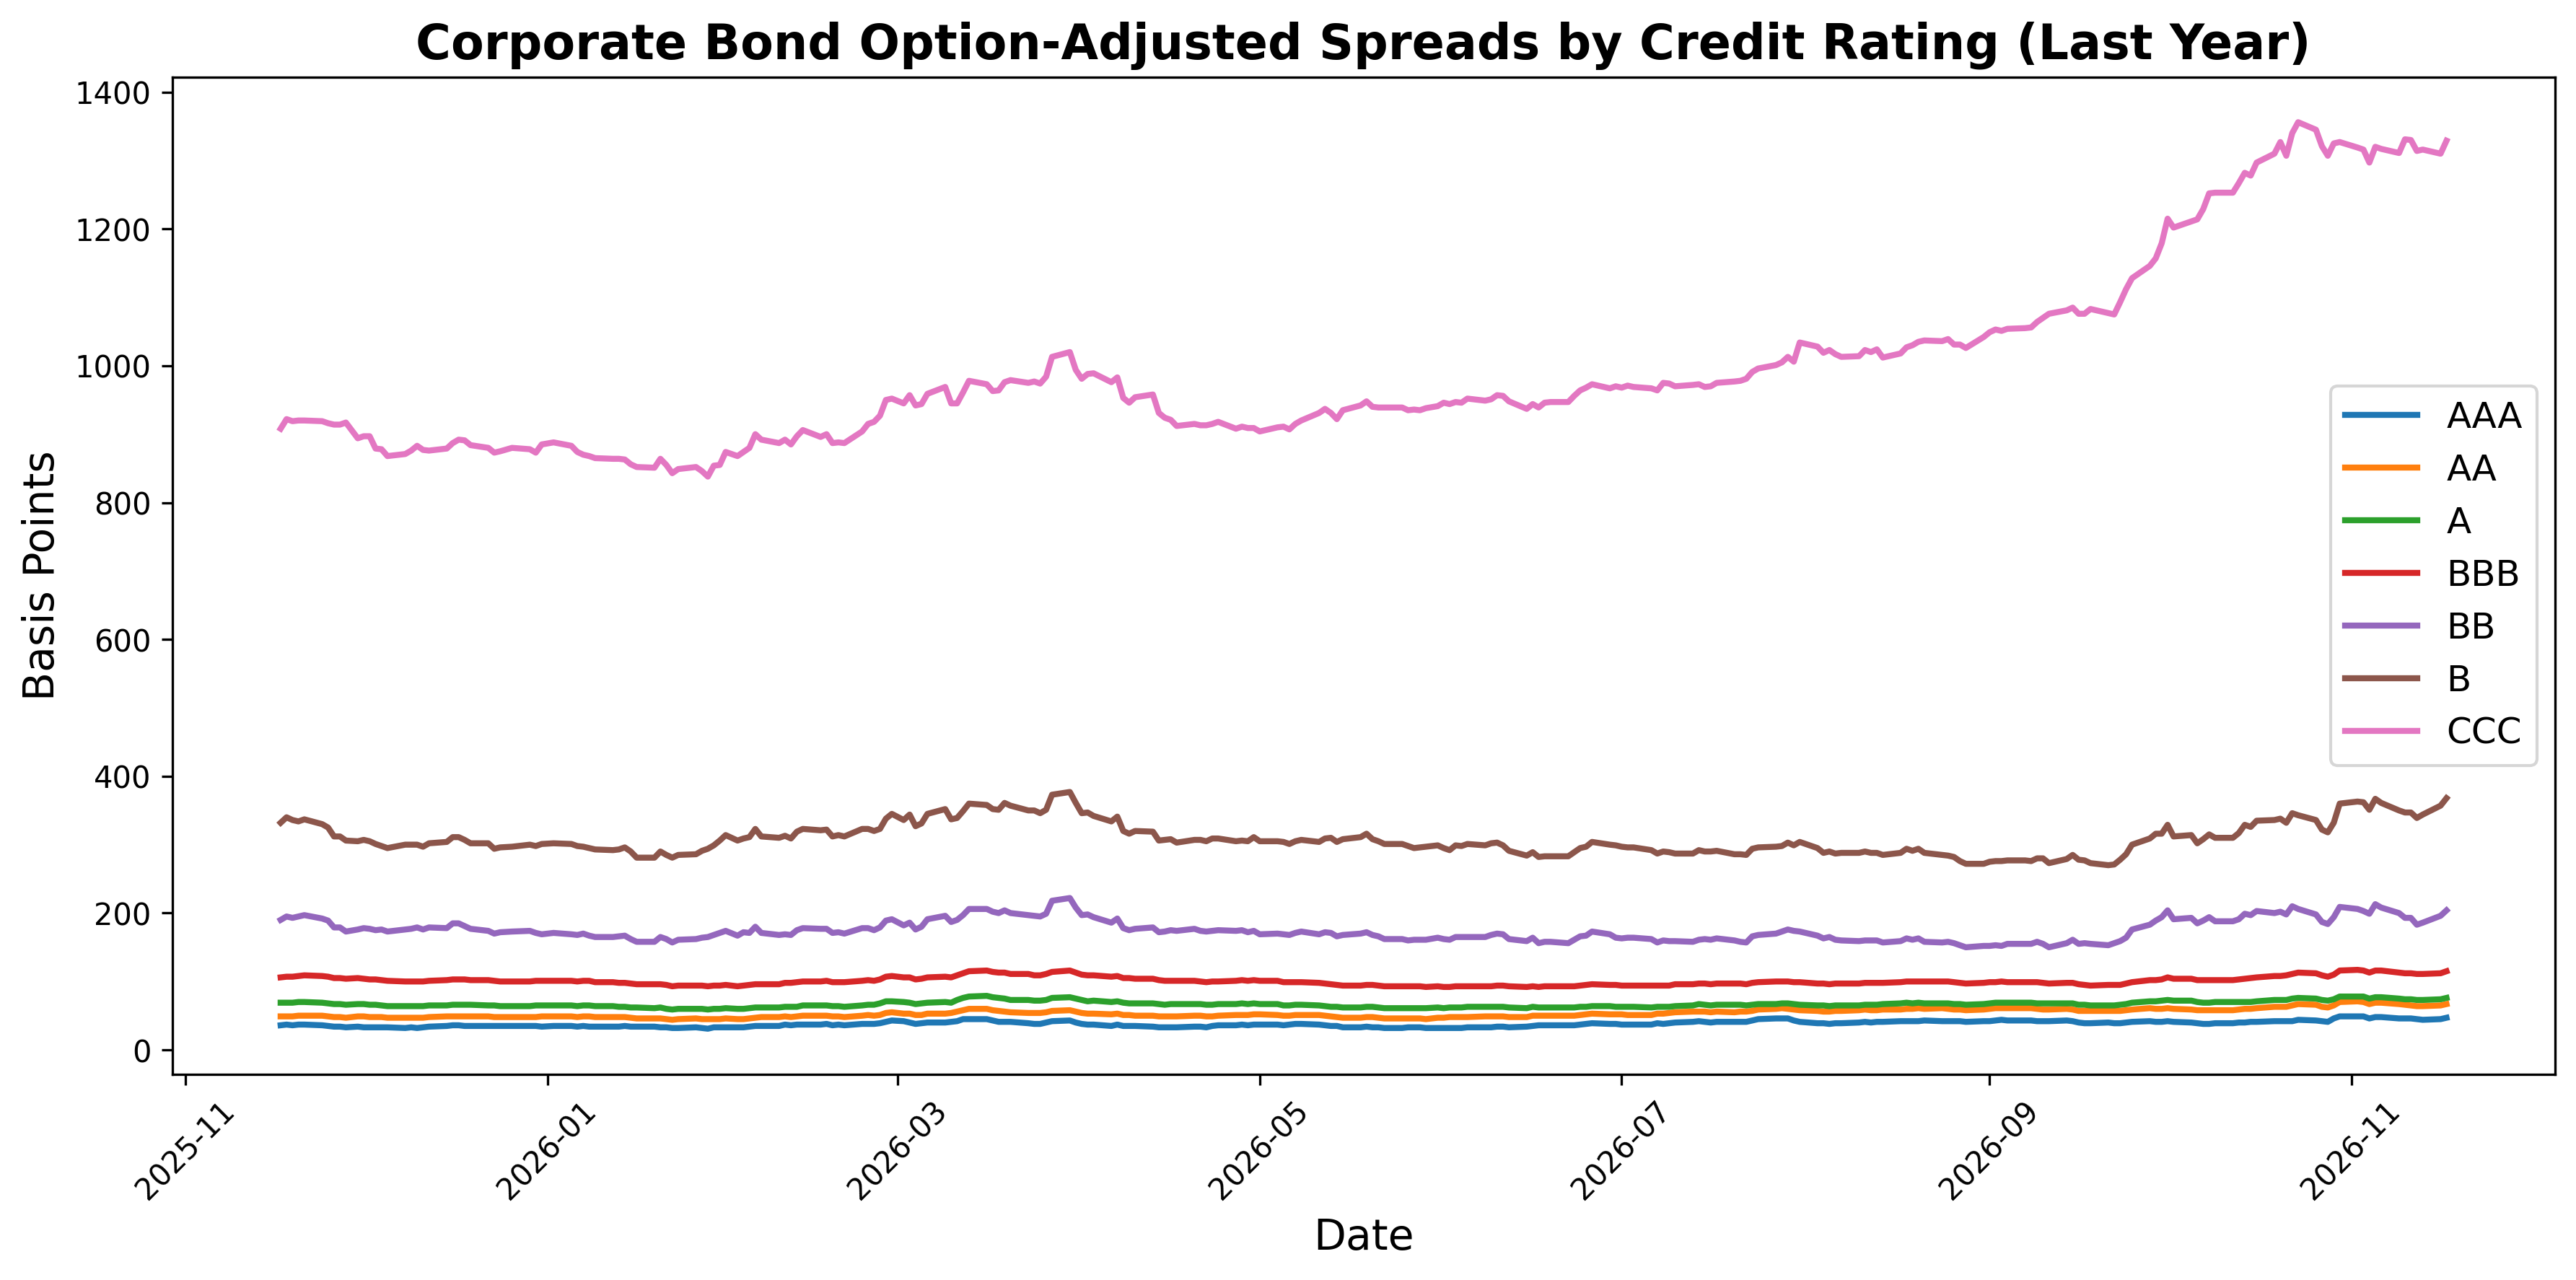 Corporate Bond Option-Adjusted Spreads by Credit Rating (Last Year)
1400
1200
1000
800
600
400
200
0
Basis Points
AAA
AA
A
BBB
BB
B
CCC
2025-11
2026-01
2026-03
2026-05
2026-07
2026-09
2026-11
Date